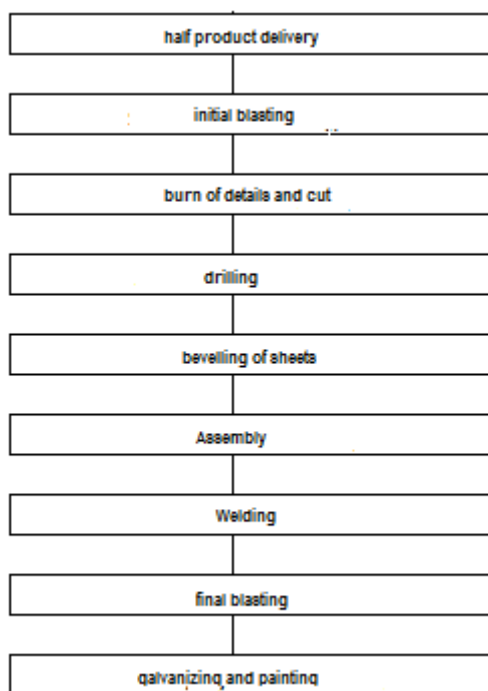 half product delivery
initial blasting
burn of details and cut
drilling
bevelling of sheets
Assembly
Welding
final blasting
galvanizing and painting